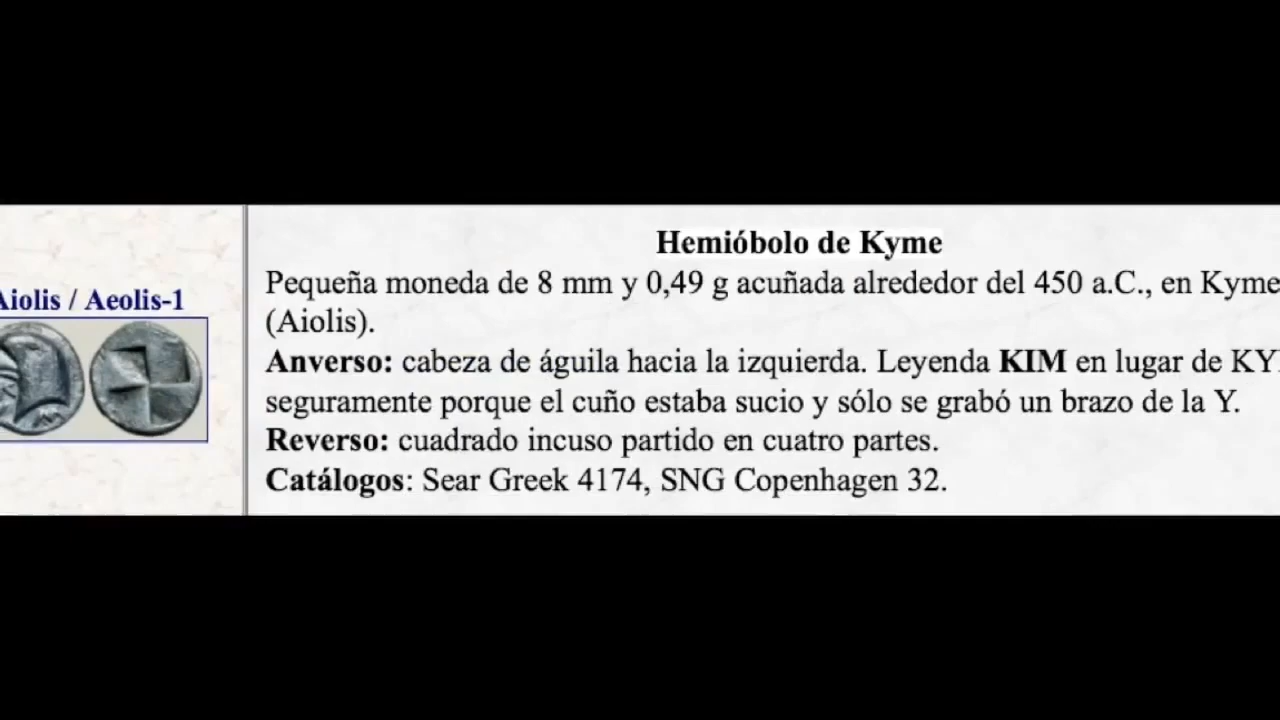 Aiolis / Aeolis-1
Hemióbolo de Kyme
Pequeña moneda de 8 mm y 0,49 g acuñada alrededor del 450 a.C., en Kyme
(Aiolis).
Anverso: cabeza de águila hacia la izquierda. Leyenda KIM en lugar de
seguramente porque el cuño estaba sucio y sólo se grabó un brazo de la Y.
Reverso: cuadrado incuso partido en cuatro partes.
Catálogos: Sear Greek 4174, SNG Copenhagen 32.